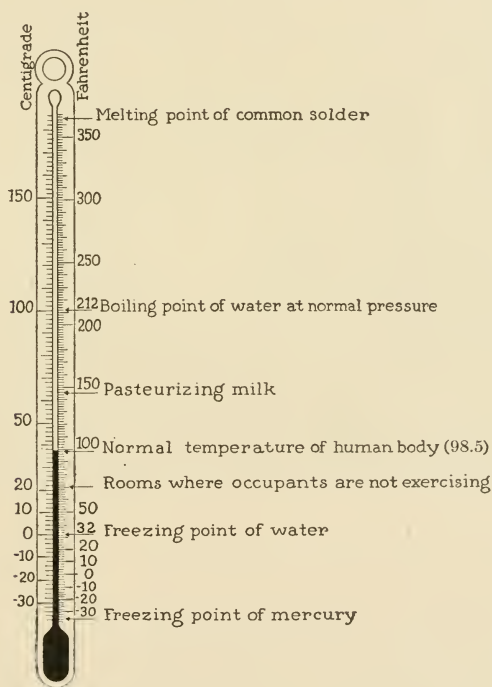 Centigrade
Fahrenheit
Melting point of common solder
350
150
300
250
100
212 Boiling point of water at normal pressure
200
150 Pasteurizing milk
50
100 Normal temperature of human body (98.5)
Rooms where occupants are not exercising
20
10
50
0
32 Freezing point of water
20
-10
10
-20
0
-10
-30
-20
-30
Freezing point of mercury